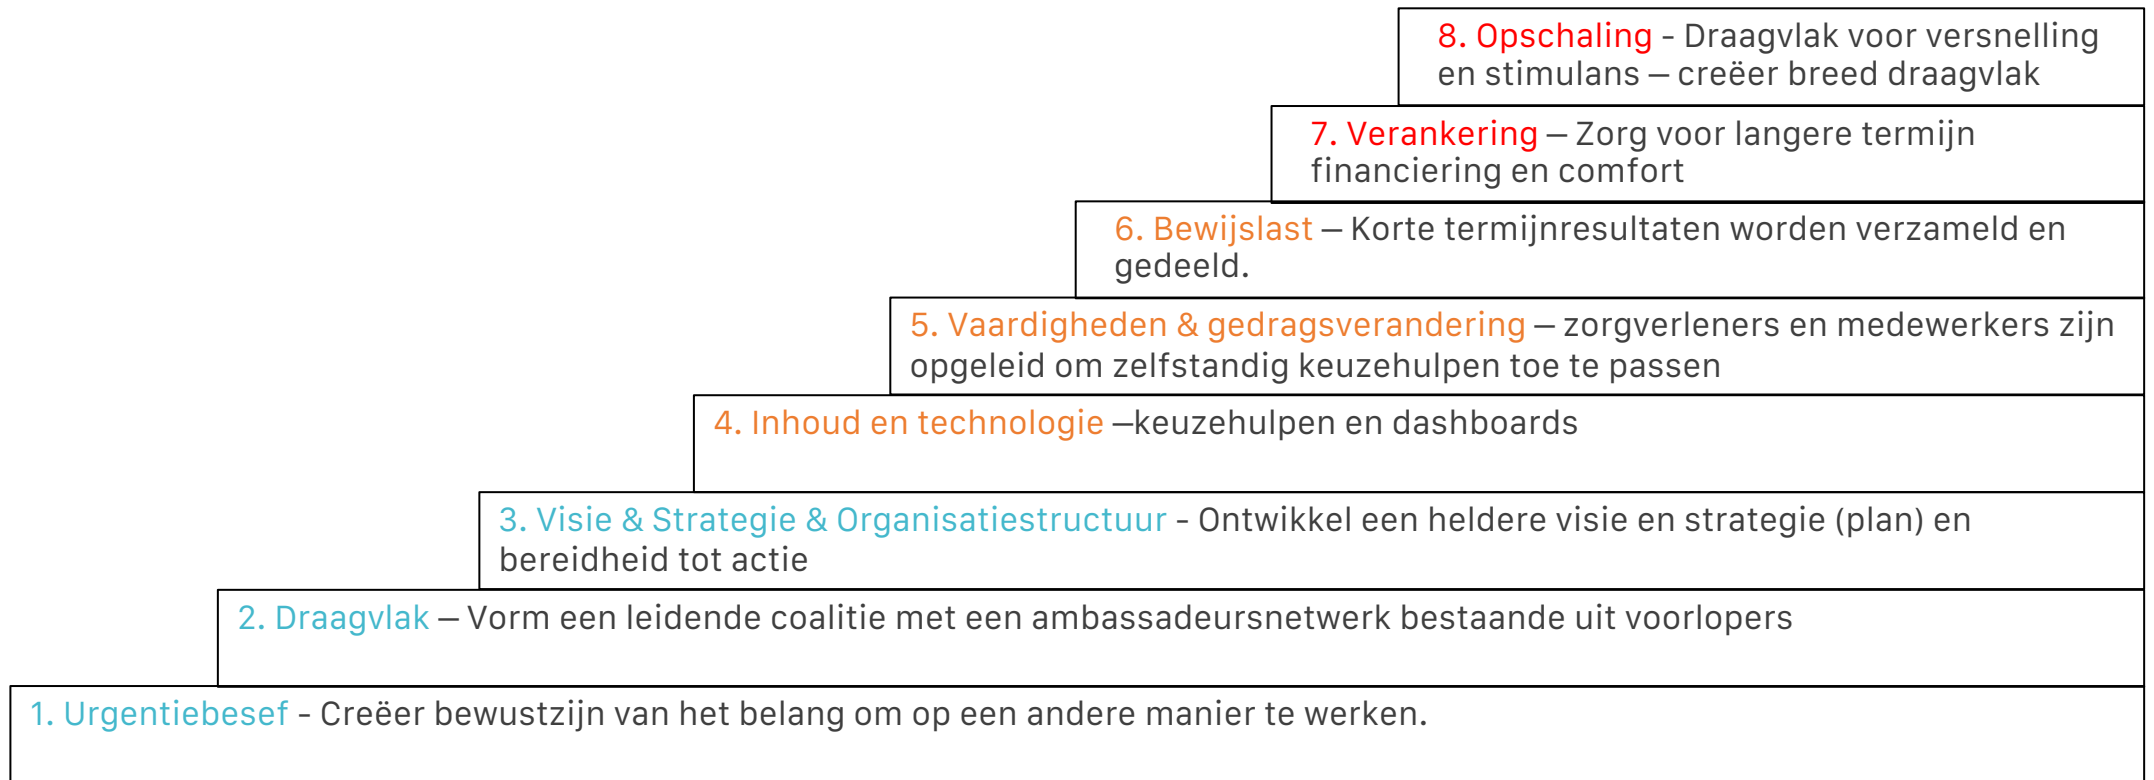 8. Opschaling - Draagvlak voor versnelling
en stimulans – creëer breed draagvlak
7. Verankering – Zorg voor langere termijn
financiering en comfort
6. Bewijslast – Korte termijnresultaten worden verzameld en
gedeeld.
5. Vaardigheden & gedragsverandering – zorgverleners en medewerkers zijn
opgeleid om zelfstandig keuzehulpen toe te passen
4. Inhoud en technologie –keuzehulpen en dashboards
3. Visie & Strategie & Organisatiestructuur - Ontwikkel een heldere visie en strategie (plan) en
bereidheid tot actie
2. Draagvlak – Vorm een leidende coalitie met een ambassadeursnetwerk bestaande uit voorlopers
1. Urgentiebesef - Creëer bewustzijn van het belang om op een andere manier te werken.